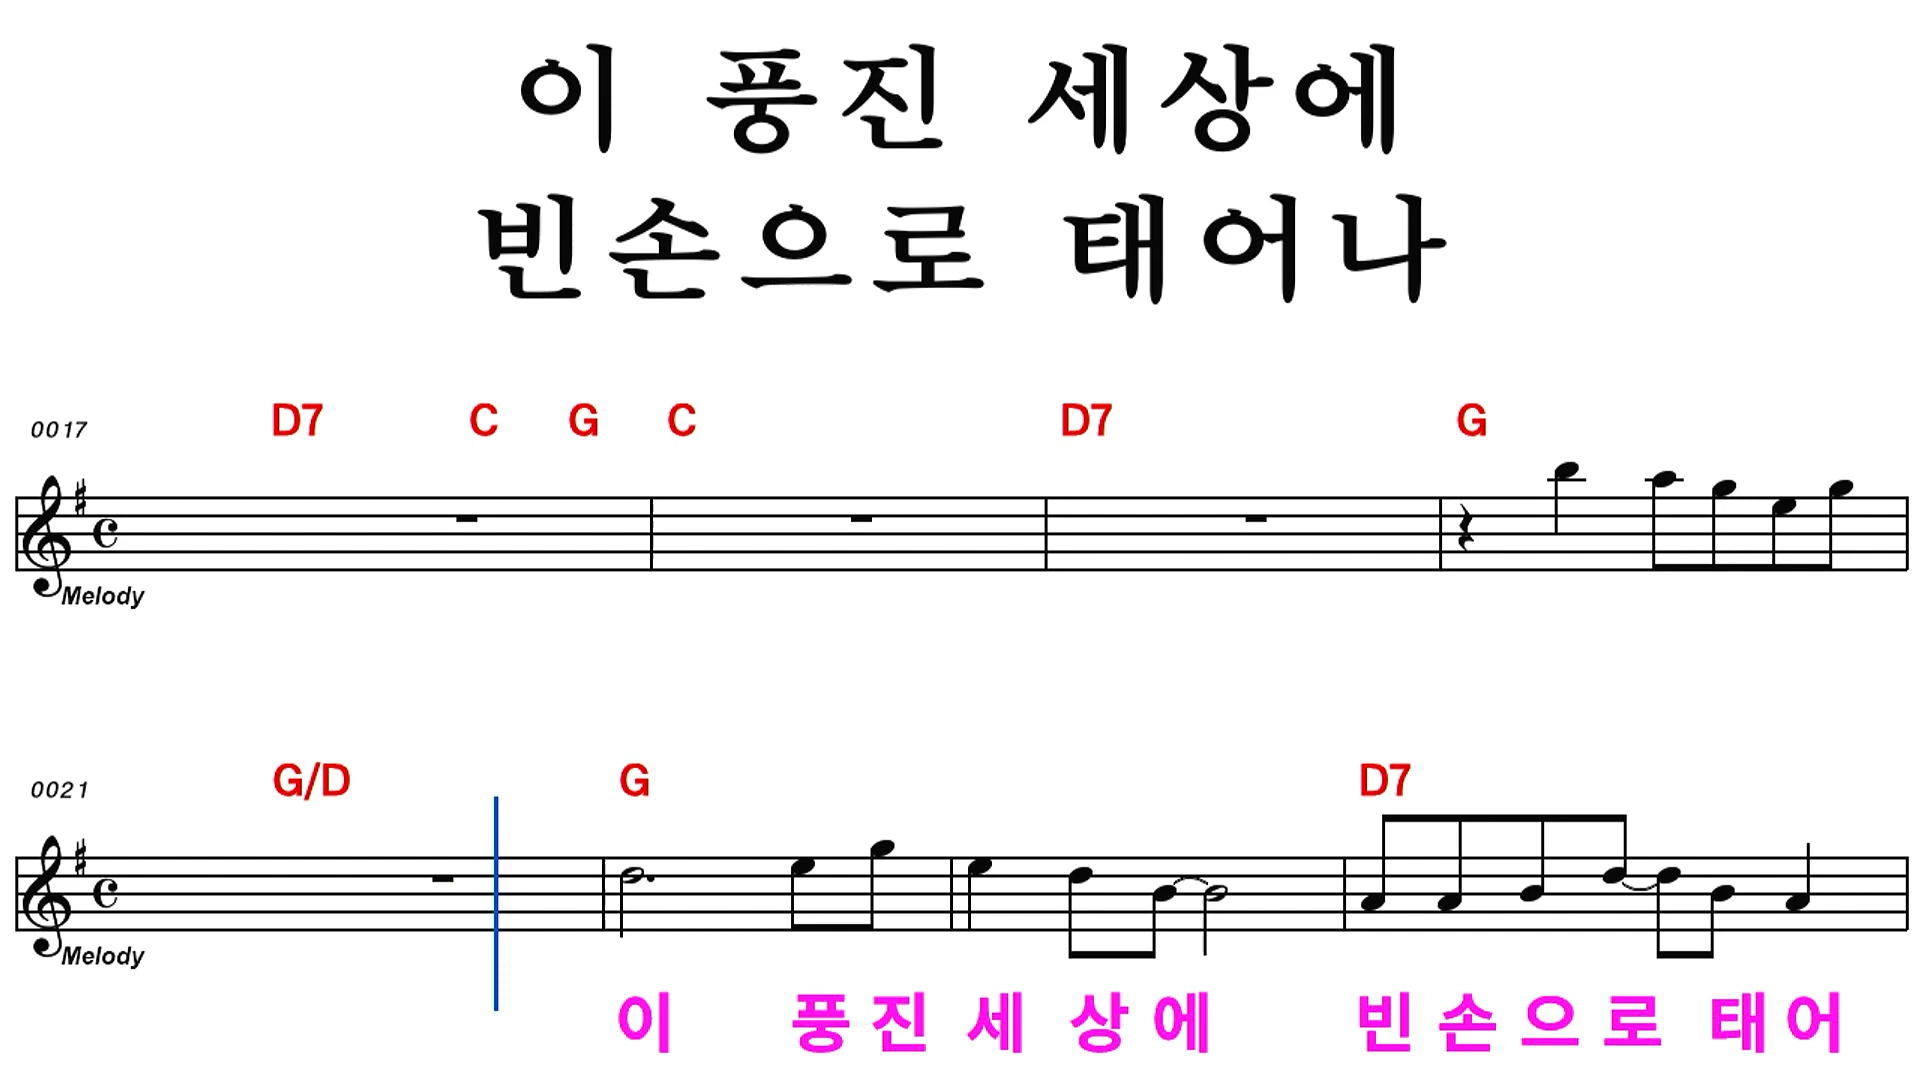 이 풍진 세상에
빈손으로 태어나
D7 C G C D7 G
0017
Melody
G/D G D7
0021
Melody
이 풍 진 세 상 에 빈 손 으 로 태 어